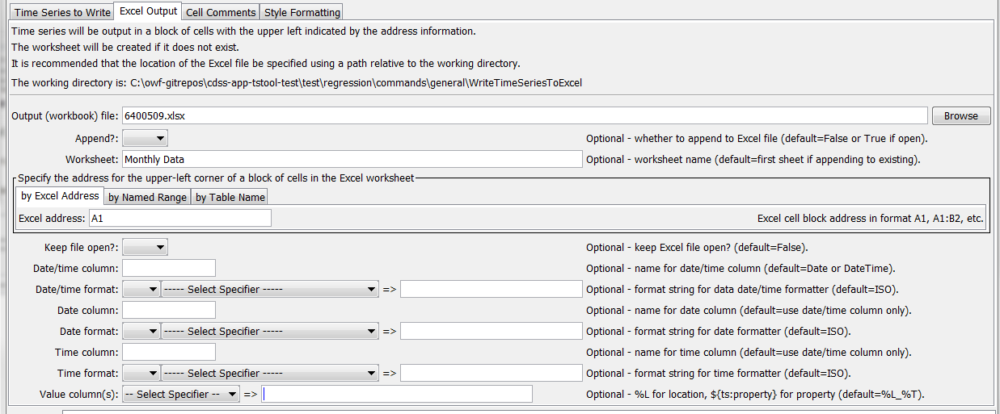 Time Series to Write Excel Output Cell Comments Style Formatting
Time series will be output in a block of cells with the upper left indicated by the address information.
The worksheet will be created if it does not exist.
It is recommended that the location of the Excel file be specified using a path relative to the working directory.
The working directory is: C:\owf-gitrepos\cdss-app-tstool-test\test\regression\commands\general\WriteTimeSeriesToExcel
Output (workbook) file: 6400509.xlsx Browse
Append?: Optional - whether to append to Excel file (default=False or True if open).
Worksheet: Monthly Data Optional - worksheet name (default=first sheet if appending to existing).
Specify the address for the upper-left corner of a block of cells in the Excel worksheet
by Excel Address by Named Range by Table Name
Excel address: A1 Excel cell block address in format A1, A1:B2, etc.
Keep file open?: Optional - keep Excel file open? (default=False).
Date/time column: Optional - name for date/time column (default=Date or DateTime).
Date/time format: ----- Select Specifier ----- => Optional - format string for data date/time formatter (default=ISO).
Date column: Optional - name for date column (default=use date/time column only).
Date format: ----- Select Specifier ----- => Optional - format string for date formatter (default=ISO).
Time column: Optional - name for time column (default=use date/time column only).
Time format: ----- Select Specifier ----- => Optional - format string for time formatter (default=ISO).
Value column(s): -- Select Specifier -- => Optional - %L for location, ${ts:property} for property (default=%L_%T).